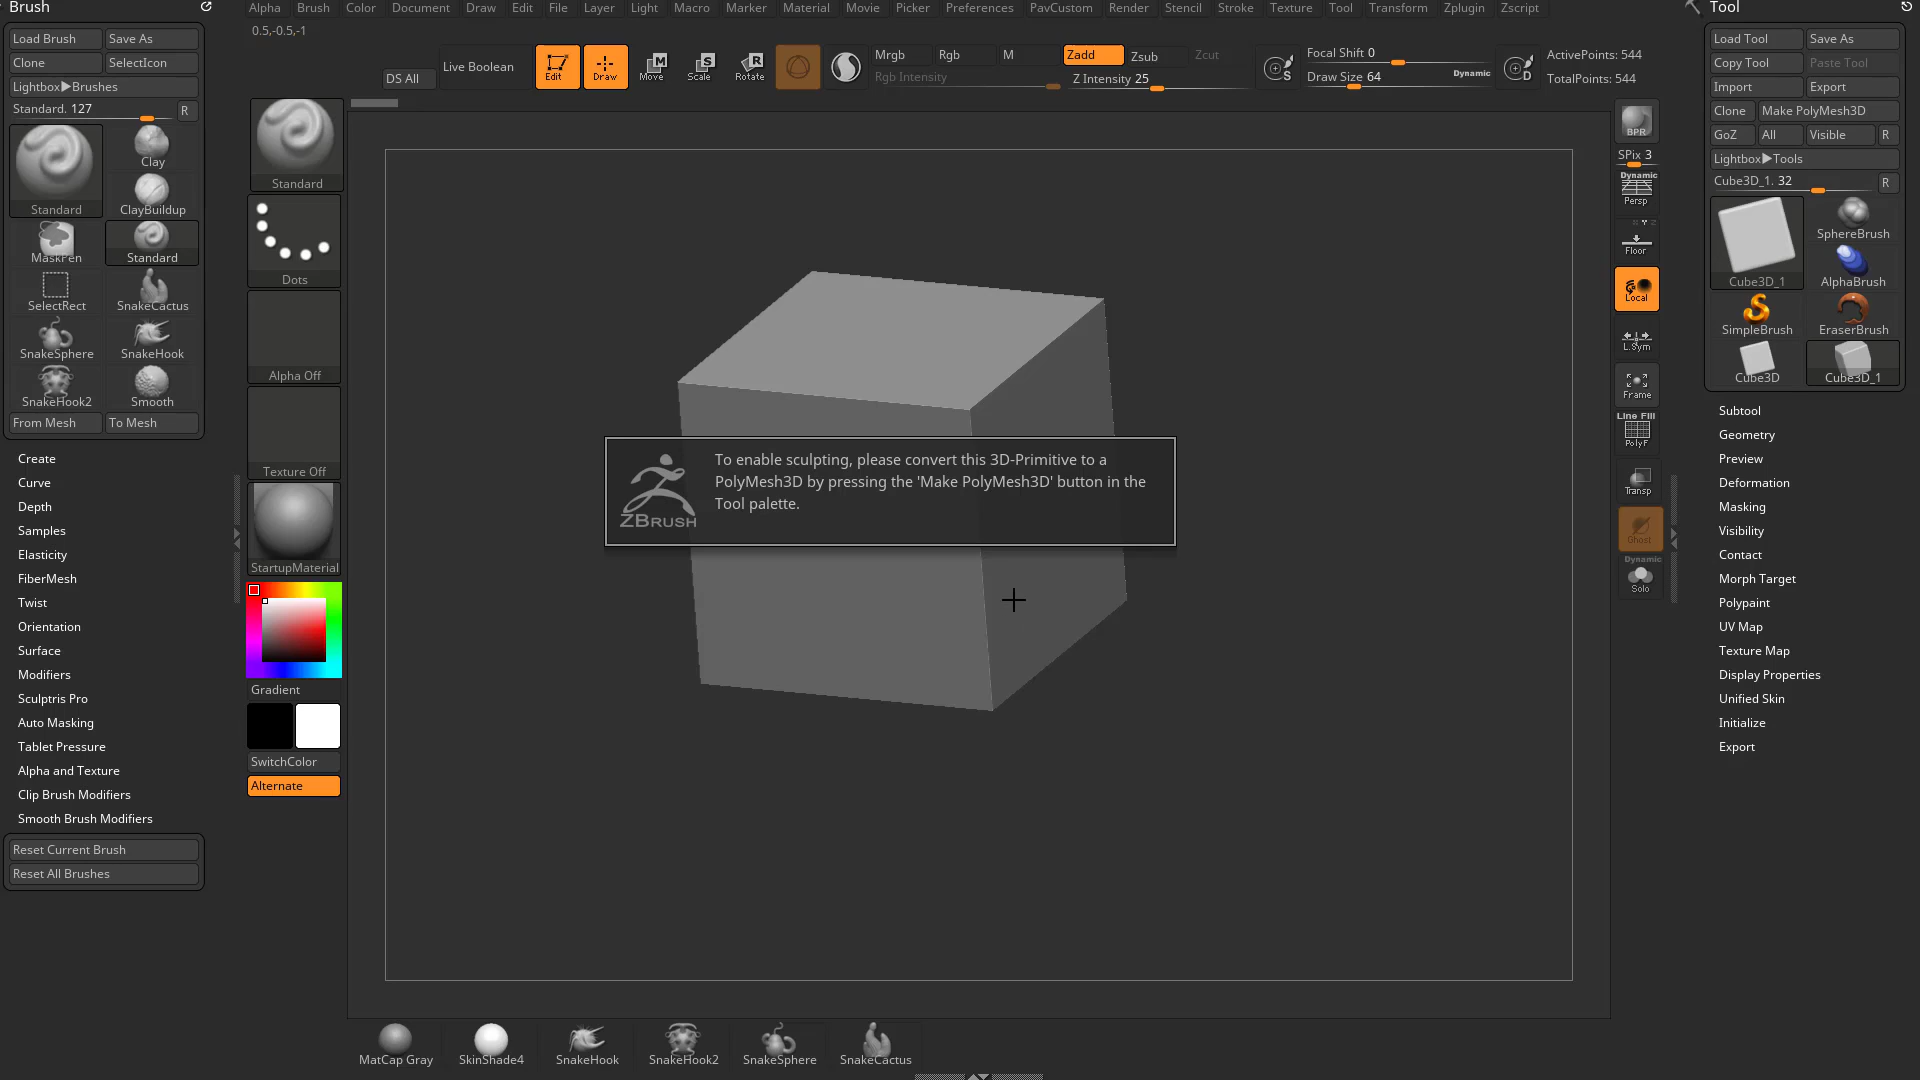 Brush
Alpha Brush Color Document Draw Edit File Layer Light Macro Marker Material Movie Picker Preferences PavCustom Render Stencil Stroke Texture Tool Transform Zplugin Zscript
Tool
0.5,-0.5,-1
Load Brush Save As
Clone SelectIcon
Lightbox▶Brushes
Standard. 127 R
Standard
Clay
ClayBuildup
MaskPen Standard
SelectRect SnakeCactus
SnakeSphere SnakeHook
SnakeHook2 Smooth
From Mesh To Mesh
Create
Curve
Depth
Samples
Elasticity
FiberMesh
Twist
Orientation
Surface
Modifiers
Sculptris Pro
Auto Masking
Tablet Pressure
Alpha and Texture
Clip Brush Modifiers
Smooth Brush Modifiers
Reset Current Brush
Reset All Brushes
Standard
Dots
Alpha Off
Texture Off
StartupMaterial
Gradient
SwitchColor
Alternate
DS All
Live Boolean
Edit Draw Move Scale Rotate
Mrgb Rgb M
Rgb Intensity
Zadd Zsub Zcut
Z Intensity 25
S
Focal Shift 0
Draw Size 64 Dynamic
D
ActivePoints: 544
TotalPoints: 544
To enable sculpting, please convert this 3D-Primitive to a
PolyMesh3D by pressing the 'Make PolyMesh3D' button in the
Tool palette.
ZBRUSH
MatCap Gray SkinShade4 SnakeHook SnakeHook2 SnakeSphere SnakeCactus
BPR
SPix 3
Dynamic
Persp
Floor
Local
L.Sym
Frame
Line Fill
PolyF
Transp
Ghost
Dynamic
Solo
Load Tool Save As
Copy Tool Paste Tool
Import Export
Clone Make PolyMesh3D
GoZ All Visible R
Lightbox▶Tools
Cube3D_1. 32 R
Cube3D_1
SphereBrush
AlphaBrush
SimpleBrush EraserBrush
Cube3D Cube3D_1
Subtool
Geometry
Preview
Deformation
Masking
Visibility
Contact
Morph Target
Polypaint
UV Map
Texture Map
Display Properties
Unified Skin
Initialize
Export